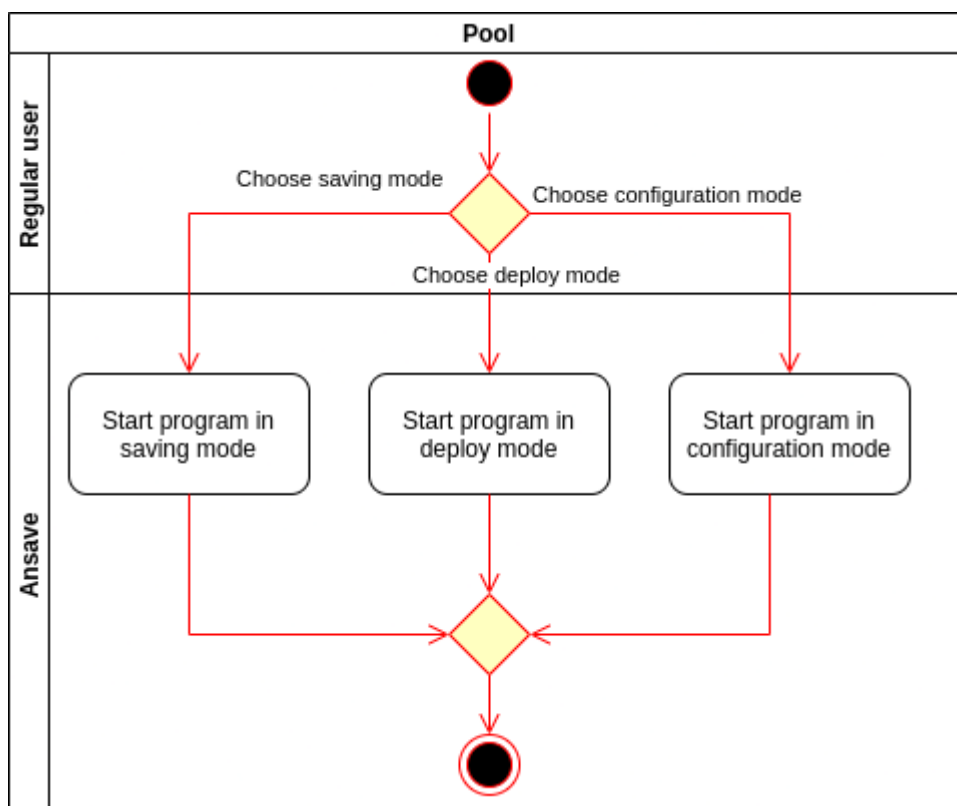 Pool
Regular user
Choose saving mode
Choose configuration mode
Choose deploy mode
Ansave
Start program in
saving mode
Start program in
deploy mode
Start program in
configuration mode